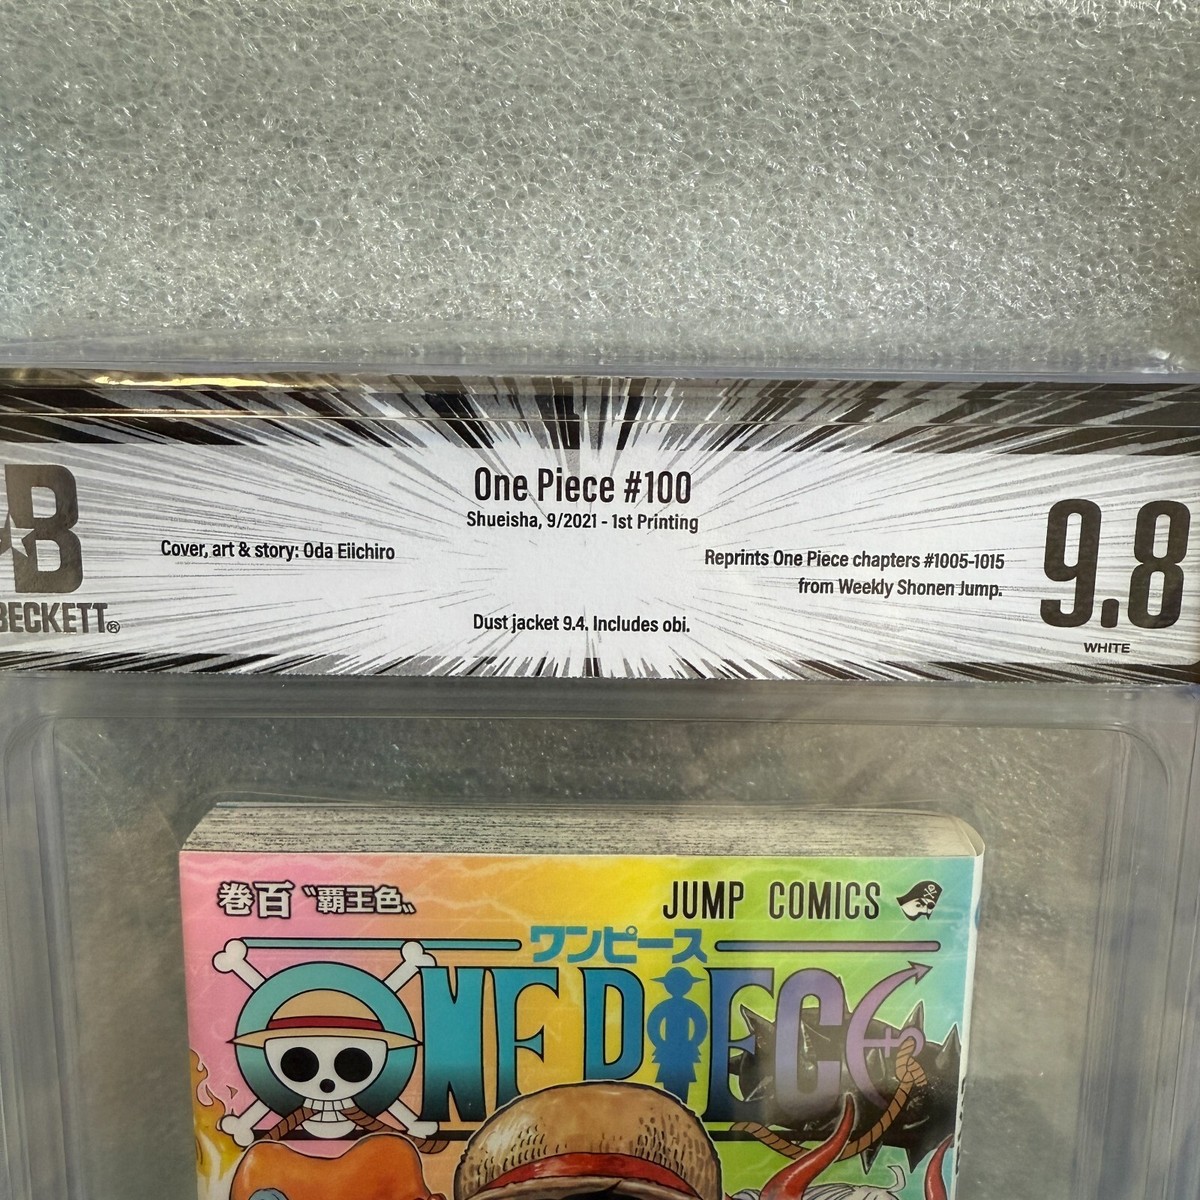 One Piece #100
Shueisha, 9/2021 - 1st Printing
Cover, art & story: Oda Eiichiro
Reprints One Piece chapters #1005-1015
from Weekly Shonen Jump.
Dust jacket 9.4. Includes obi.
B
BECKETT®
9.8
WHITE
巻百〝覇王色〟
JUMP COMICS
ワンピース
ONE PIECE